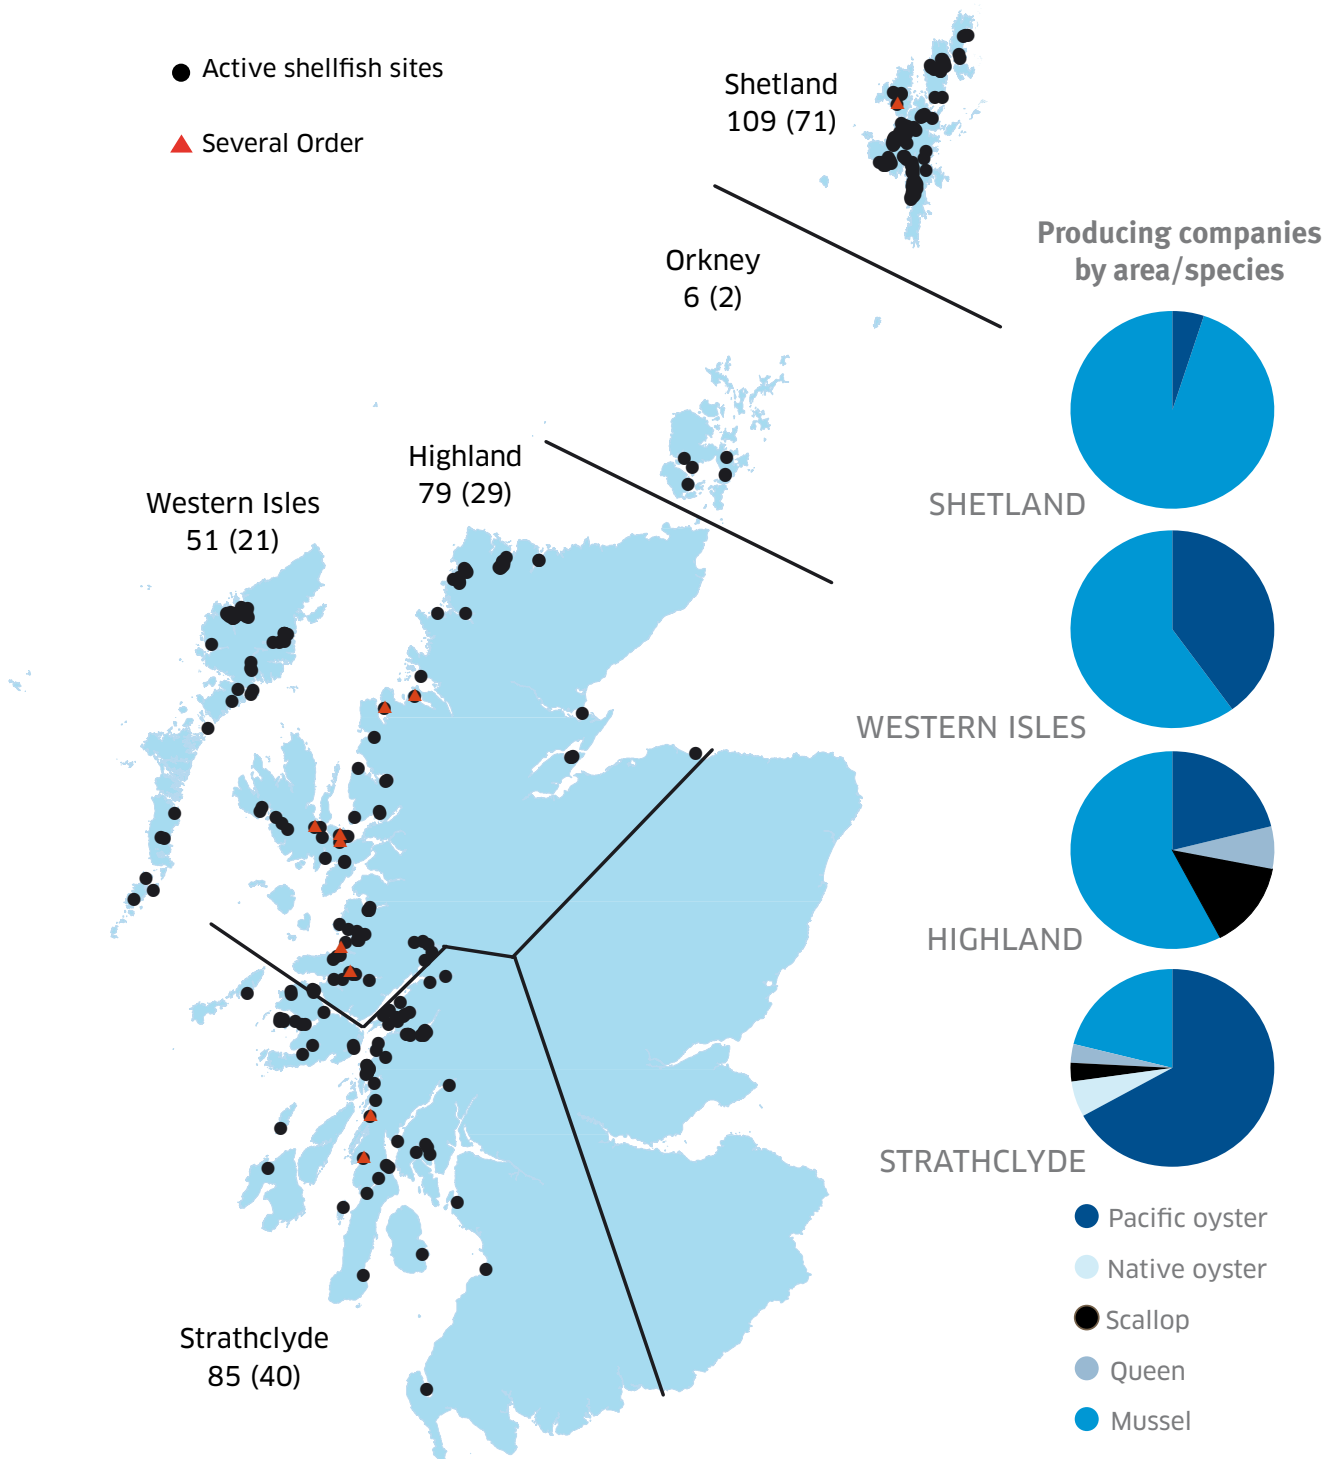 Active shellfish sites
Several Order
Shetland
109 (71)
Orkney
6 (2)
Highland
79 (29)
Western Isles
51 (21)
Strathclyde
85 (40)
Producing companies
by area/species
SHETLAND
WESTERN ISLES
HIGHLAND
STRATHCLYDE
Pacific oyster
Native oyster
Scallop
Queen
Mussel